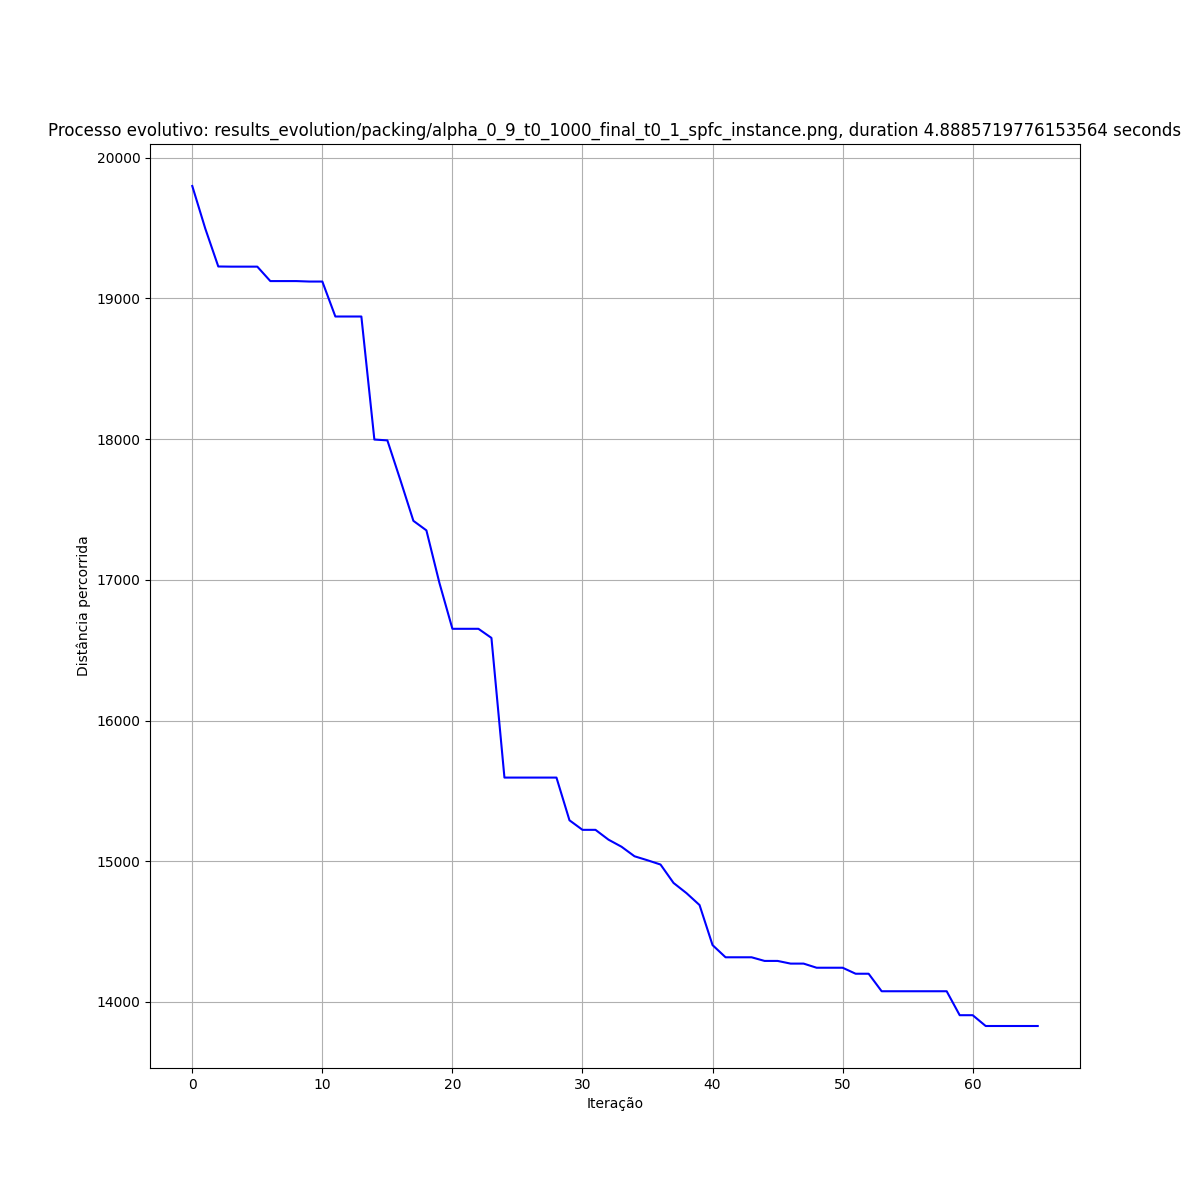 Processo evolutivo: results_evolution/packing/alpha_0_9_t0_1000_final_t0_1_spfc_instance.png, duration 4.8885719776153564 seconds
20000
19000
18000
17000
16000
15000
14000
Distância percorrida
0 10 20 30 40 50 60
Iteração